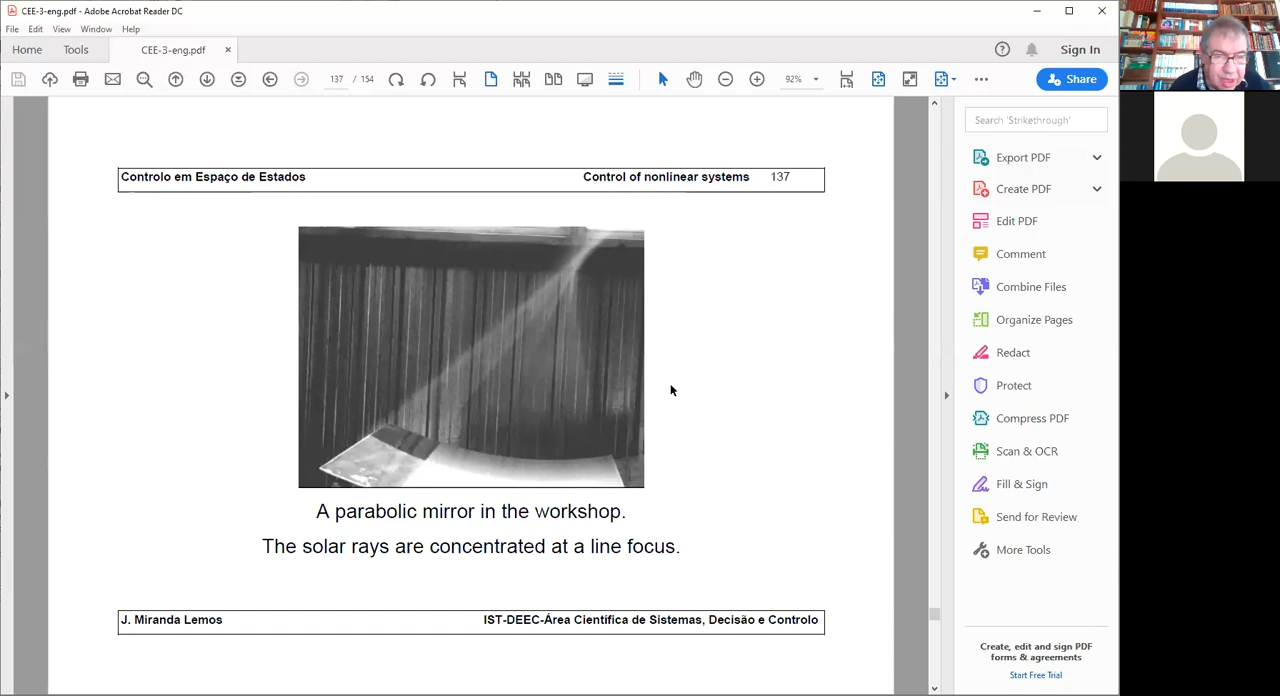 CEE-3-eng.pdf - Adobe Acrobat Reader DC
File Edit View Window Help
Home Tools CEE-3-eng.pdf × Sign In
137 / 154 92% Share
Controlo em Espaço de Estados Control of nonlinear systems 137
A parabolic mirror in the workshop.
The solar rays are concentrated at a line focus.
J. Miranda Lemos IST-DEEC-Área Científica de Sistemas, Decisão e Controlo
Search 'Strikethrough'
Export PDF
Create PDF
Edit PDF
Comment
Combine Files
Organize Pages
Redact
Protect
Compress PDF
Scan & OCR
Fill & Sign
Send for Review
More Tools
Create, edit and sign PDF
forms & agreements
Start Free Trial